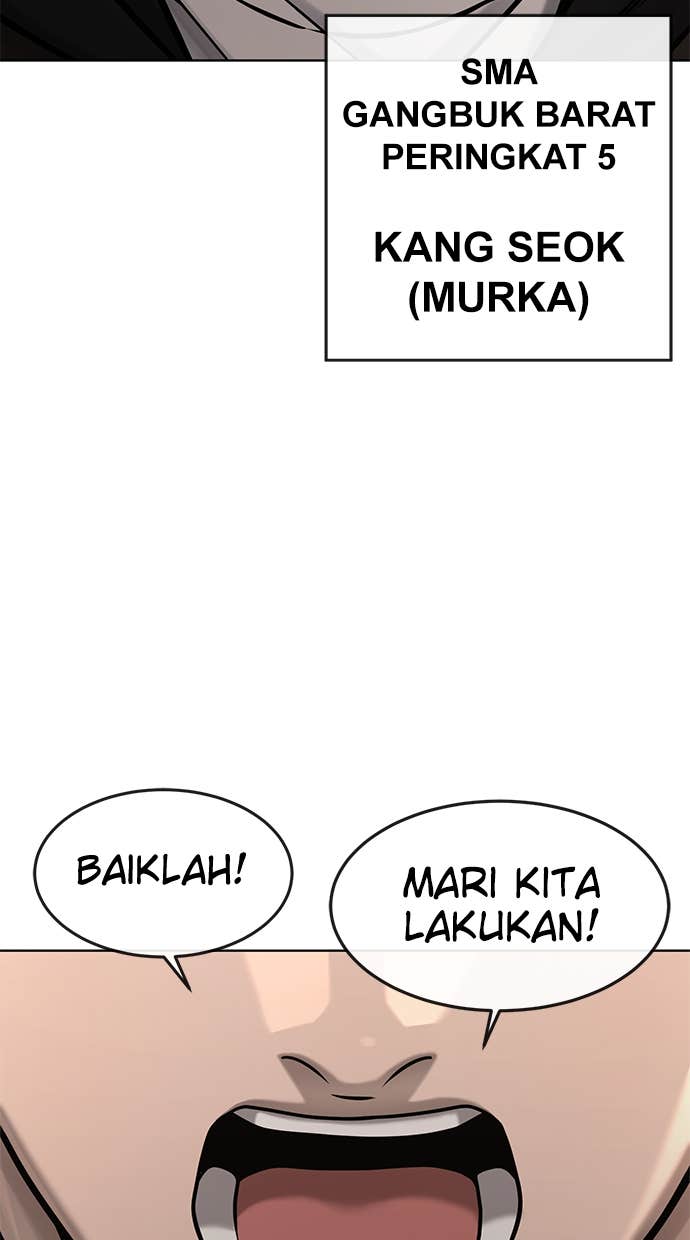 SMA
GANGBUK BARAT
PERINGKAT 5
KANG SEOK
(MURKA)
BAIKLAH!
MARI KITA
LAKUKAN!